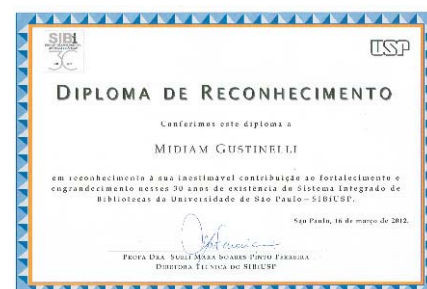 SIBi
30
USP
DIPLOMA DE RECONHECIMENTO
Conferimos este diploma a
MIDIAM GUSTINELLI
em reconhecimento à sua inestimável contribuição ao fortalecimento e
engrandecimento nesses 30 anos de existência do Sistema Integrado de
Bibliotecas da Universidade de São Paulo – SIBiUSP.
São Paulo, 16 de março de 2012.
PROFA DRA SUELI MARA SOARES PINTO FERREIRA
DIRETORA TÉCNICA DO SIBiUSP